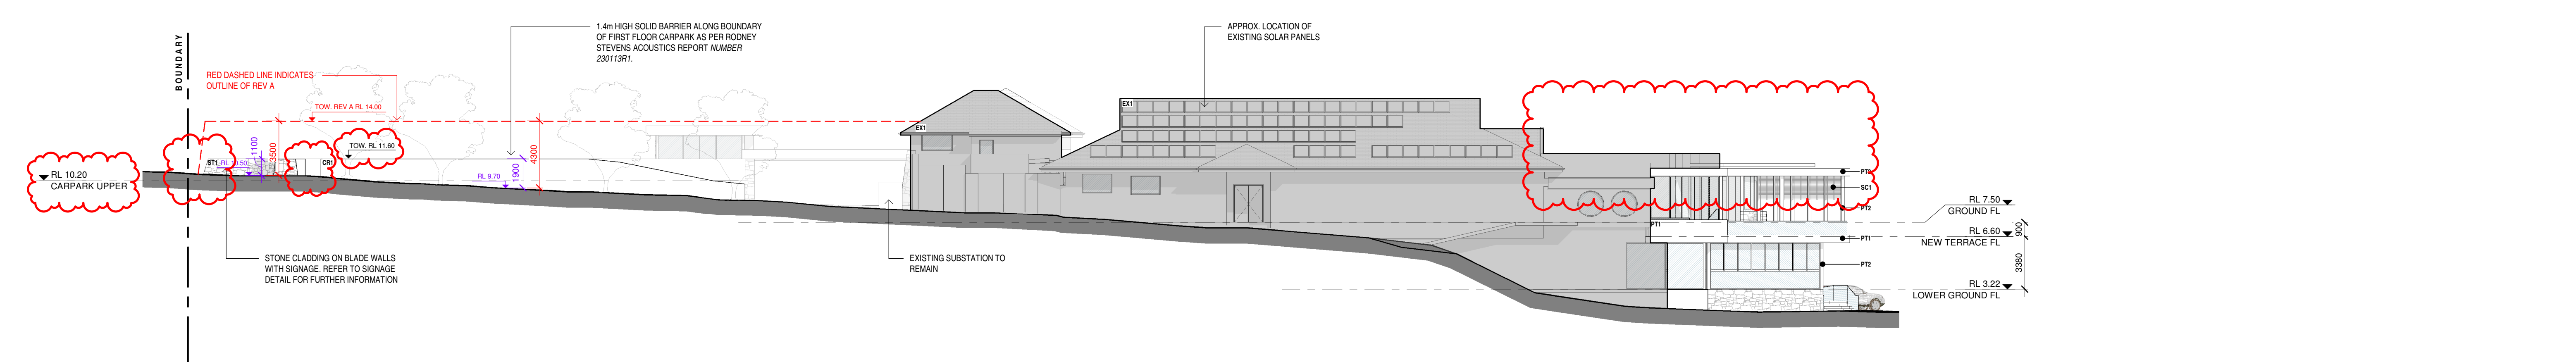 BOUNDARY
1.4m HIGH SOLID BARRIER ALONG BOUNDARY
OF FIRST FLOOR CARPARK AS PER RODNEY
STEVENS ACOUSTICS REPORT NUMBER
230113R1.
APPROX. LOCATION OF
EXISTING SOLAR PANELS
RED DASHED LINE INDICATES
OUTLINE OF REV A
TOW. REV A RL 14.00
EX1
EX1
TOW. RL 11.60
ST1
RL 10.50
1100
3500
CR1
RL 9.70
1900
4300
RL 10.20
CARPARK UPPER
SC1
PT2
PT1
PT1
PT2
RL 7.50
GROUND FL
900
RL 6.60
NEW TERRACE FL
3380
RL 3.22
LOWER GROUND FL
STONE CLADDING ON BLADE WALLS
WITH SIGNAGE. REFER TO SIGNAGE
DETAIL FOR FURTHER INFORMATION
EXISTING SUBSTATION TO
REMAIN